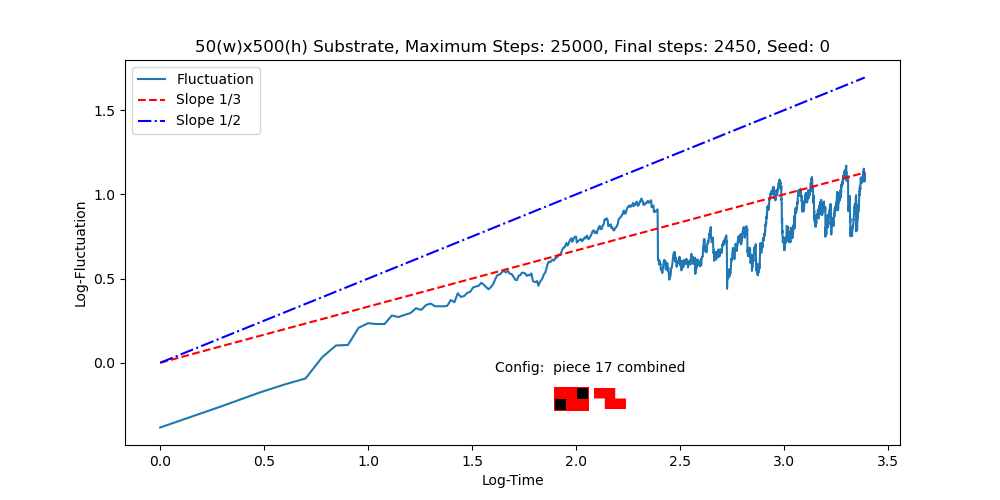 50(w)x500(h) Substrate, Maximum Steps: 25000, Final steps: 2450, Seed: 0
Fluctuation
Slope 1/3
Slope 1/2
Log-Fluctuation
1.5
1.0
0.5
0.0
Config:  piece 17 combined
0.0 0.5 1.0 1.5 2.0 2.5 3.0 3.5
Log-Time